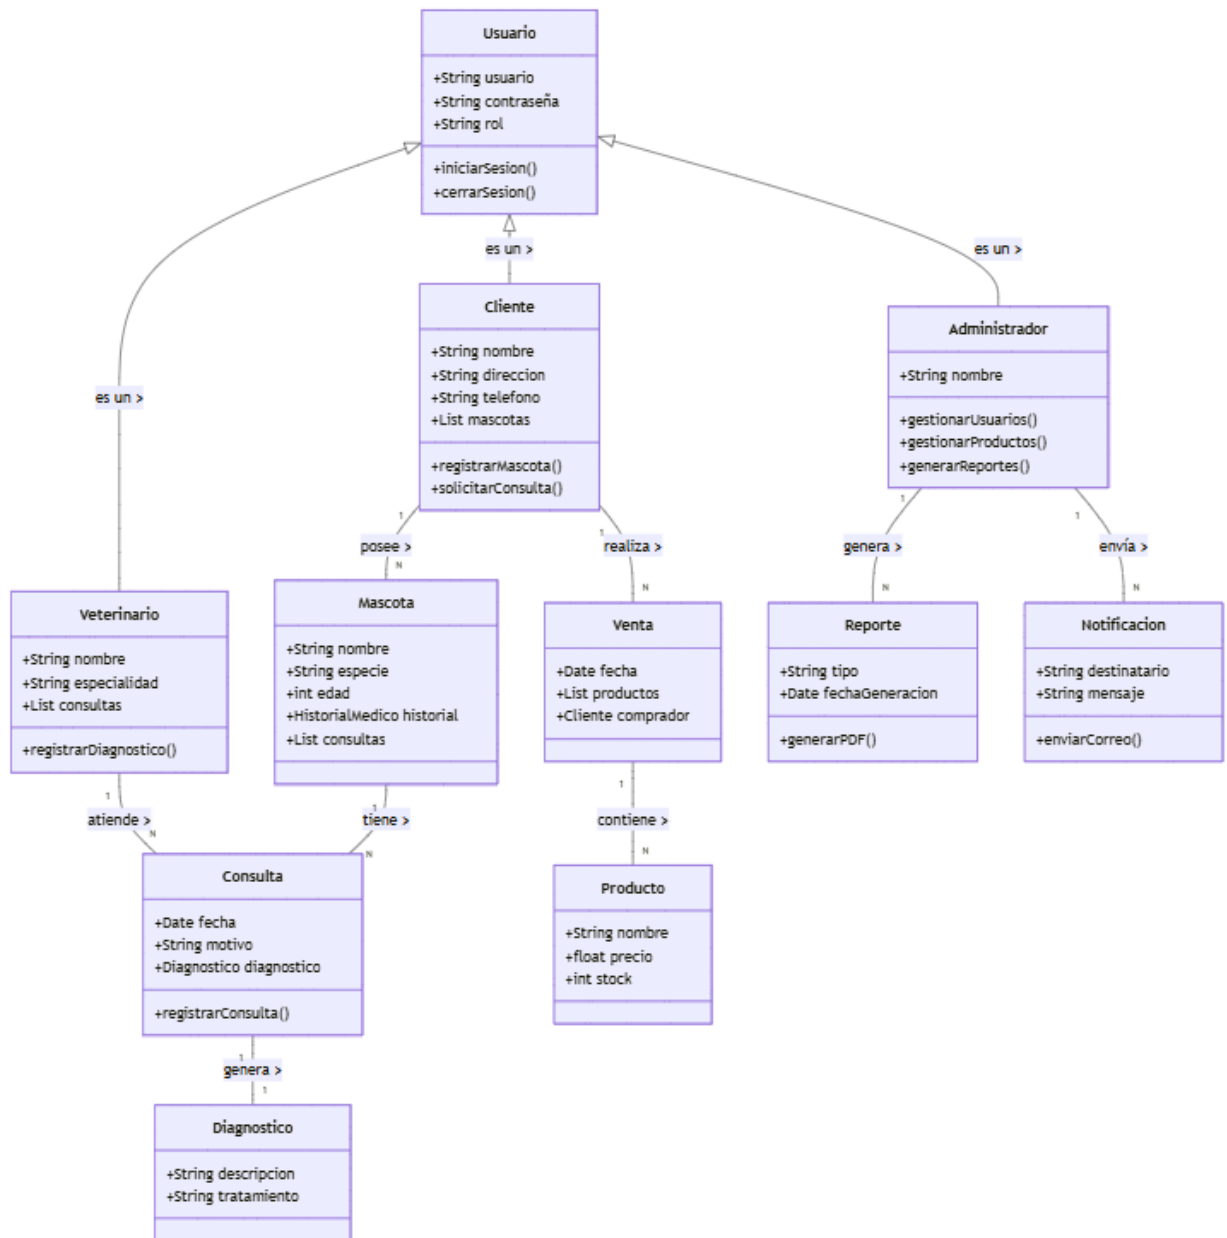 Usuario
+String usuario
+String contraseña
+String rol
+iniciarSesion()
+cerrarSesion()
es un >
es un >
es un >
Cliente
+String nombre
+String direccion
+String telefono
+List mascotas
+registrarMascota()
+solicitarConsulta()
Administrador
+String nombre
+gestionarUsuarios()
+gestionarProductos()
+generarReportes()
1
posee >
N
1
realiza >
N
1
genera >
N
1
envía >
N
Veterinario
+String nombre
+String especialidad
+List consultas
+registrarDiagnostico()
Mascota
+String nombre
+String especie
+int edad
+HistorialMedico historial
+List consultas
Venta
+Date fecha
+List productos
+Cliente comprador
Reporte
+String tipo
+Date fechaGeneracion
+generarPDF()
Notificacion
+String destinatario
+String mensaje
+enviarCorreo()
1
atiende >
N
1
tiene >
N
1
contiene >
N
Consulta
+Date fecha
+String motivo
+Diagnostico diagnostico
+registrarConsulta()
Producto
+String nombre
+float precio
+int stock
1
genera >
1
Diagnostico
+String descripcion
+String tratamiento